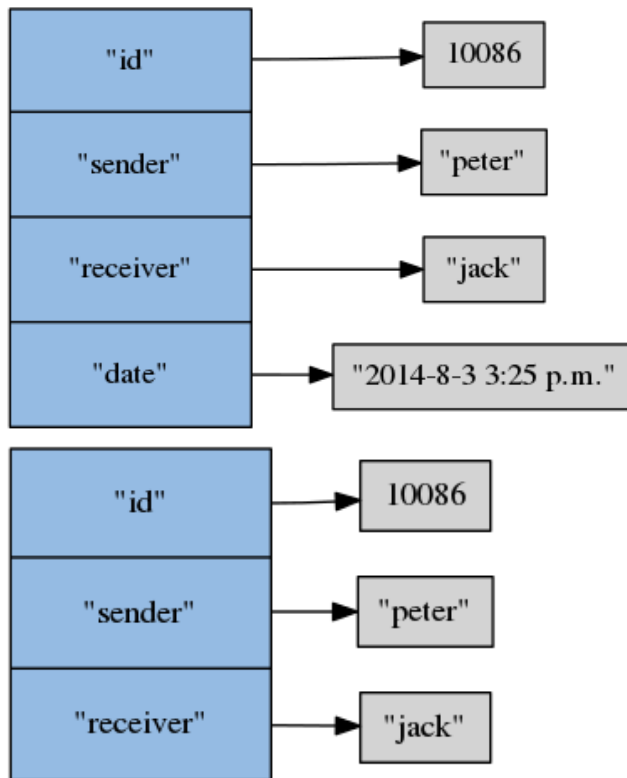 "id" 10086
"sender" "peter"
"receiver" "jack"
"date" "2014-8-3 3:25 p.m."
"id" 10086
"sender" "peter"
"receiver" "jack"